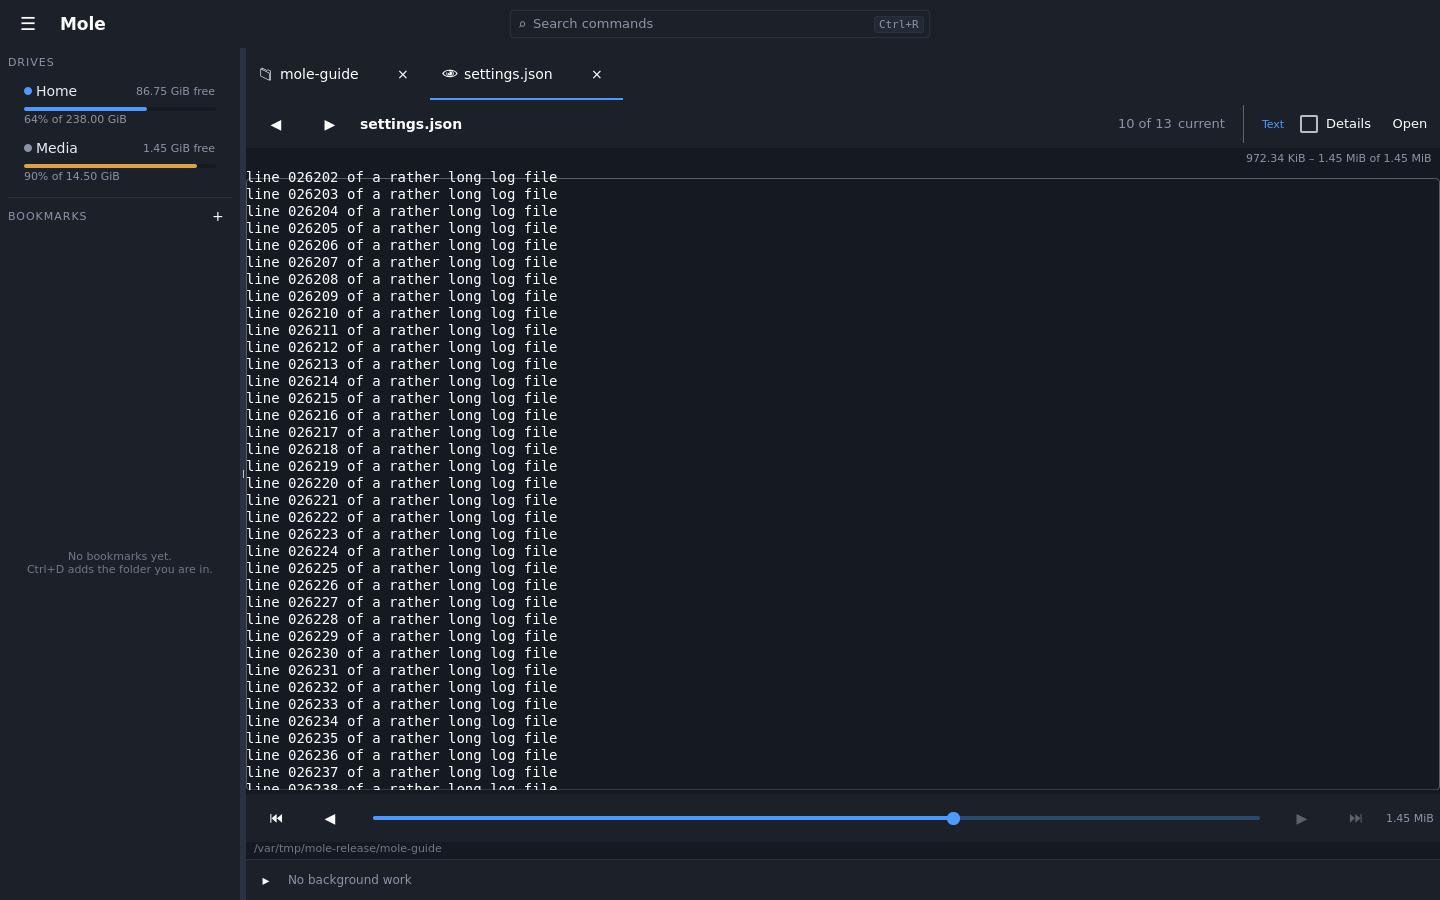 ☰ Mole
Search commands Ctrl+R
DRIVES
Home 86.75 GiB free
64% of 238.00 GiB
Media 1.45 GiB free
90% of 14.50 GiB
BOOKMARKS +
No bookmarks yet.
Ctrl+D adds the folder you are in.
mole-guide ×
settings.json ×
◀ ▶ settings.json 10 of 13 current Text Details Open
972.34 KiB – 1.45 MiB of 1.45 MiB
line 026202 of a rather long log file
line 026203 of a rather long log file
line 026204 of a rather long log file
line 026205 of a rather long log file
line 026206 of a rather long log file
line 026207 of a rather long log file
line 026208 of a rather long log file
line 026209 of a rather long log file
line 026210 of a rather long log file
line 026211 of a rather long log file
line 026212 of a rather long log file
line 026213 of a rather long log file
line 026214 of a rather long log file
line 026215 of a rather long log file
line 026216 of a rather long log file
line 026217 of a rather long log file
line 026218 of a rather long log file
line 026219 of a rather long log file
line 026220 of a rather long log file
line 026221 of a rather long log file
line 026222 of a rather long log file
line 026223 of a rather long log file
line 026224 of a rather long log file
line 026225 of a rather long log file
line 026226 of a rather long log file
line 026227 of a rather long log file
line 026228 of a rather long log file
line 026229 of a rather long log file
line 026230 of a rather long log file
line 026231 of a rather long log file
line 026232 of a rather long log file
line 026233 of a rather long log file
line 026234 of a rather long log file
line 026235 of a rather long log file
line 026236 of a rather long log file
line 026237 of a rather long log file
line 026238 of a rather long log file
1.45 MiB
/var/tmp/mole-release/mole-guide
▶ No background work